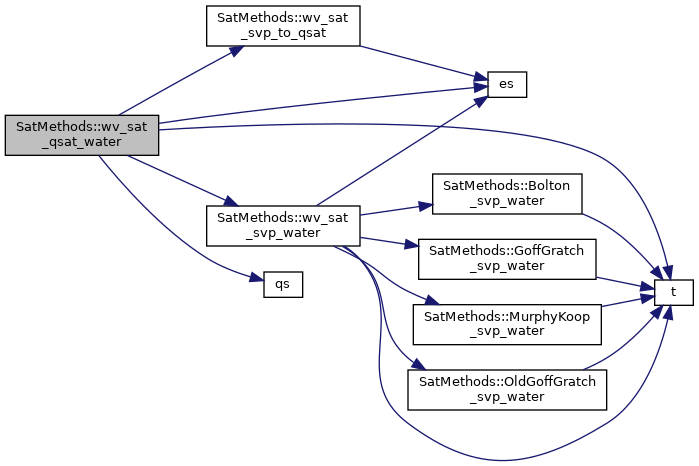 SatMethods::wv_sat
_svp_to_qsat
es
SatMethods::wv_sat
_qsat_water
SatMethods::Bolton
_svp_water
SatMethods::wv_sat
_svp_water
SatMethods::GoffGratch
_svp_water
qs
t
SatMethods::MurphyKoop
_svp_water
SatMethods::OldGoffGratch
_svp_water